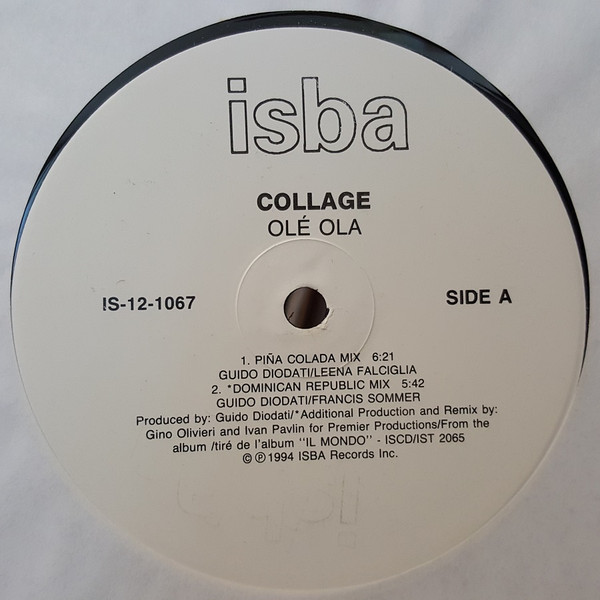 isba
COLLAGE
OLÉ OLA
IS-12-1067
SIDE A
1. PIÑA COLADA MIX 6:21
GUIDO DIODATI/LEENA FALCIGLIA
2. *DOMINICAN REPUBLIC MIX 5:42
GUIDO DIODATI/FRANCIS SOMMER
Produced by: Guido Diodati/*Additional Production and Remix by:
Gino Olivieri and Ivan Pavlin for Premier Productions/From the
album /tiré de l'album "IL MONDO" - ISCD/IST 2065
©℗1994 ISBA Records Inc.